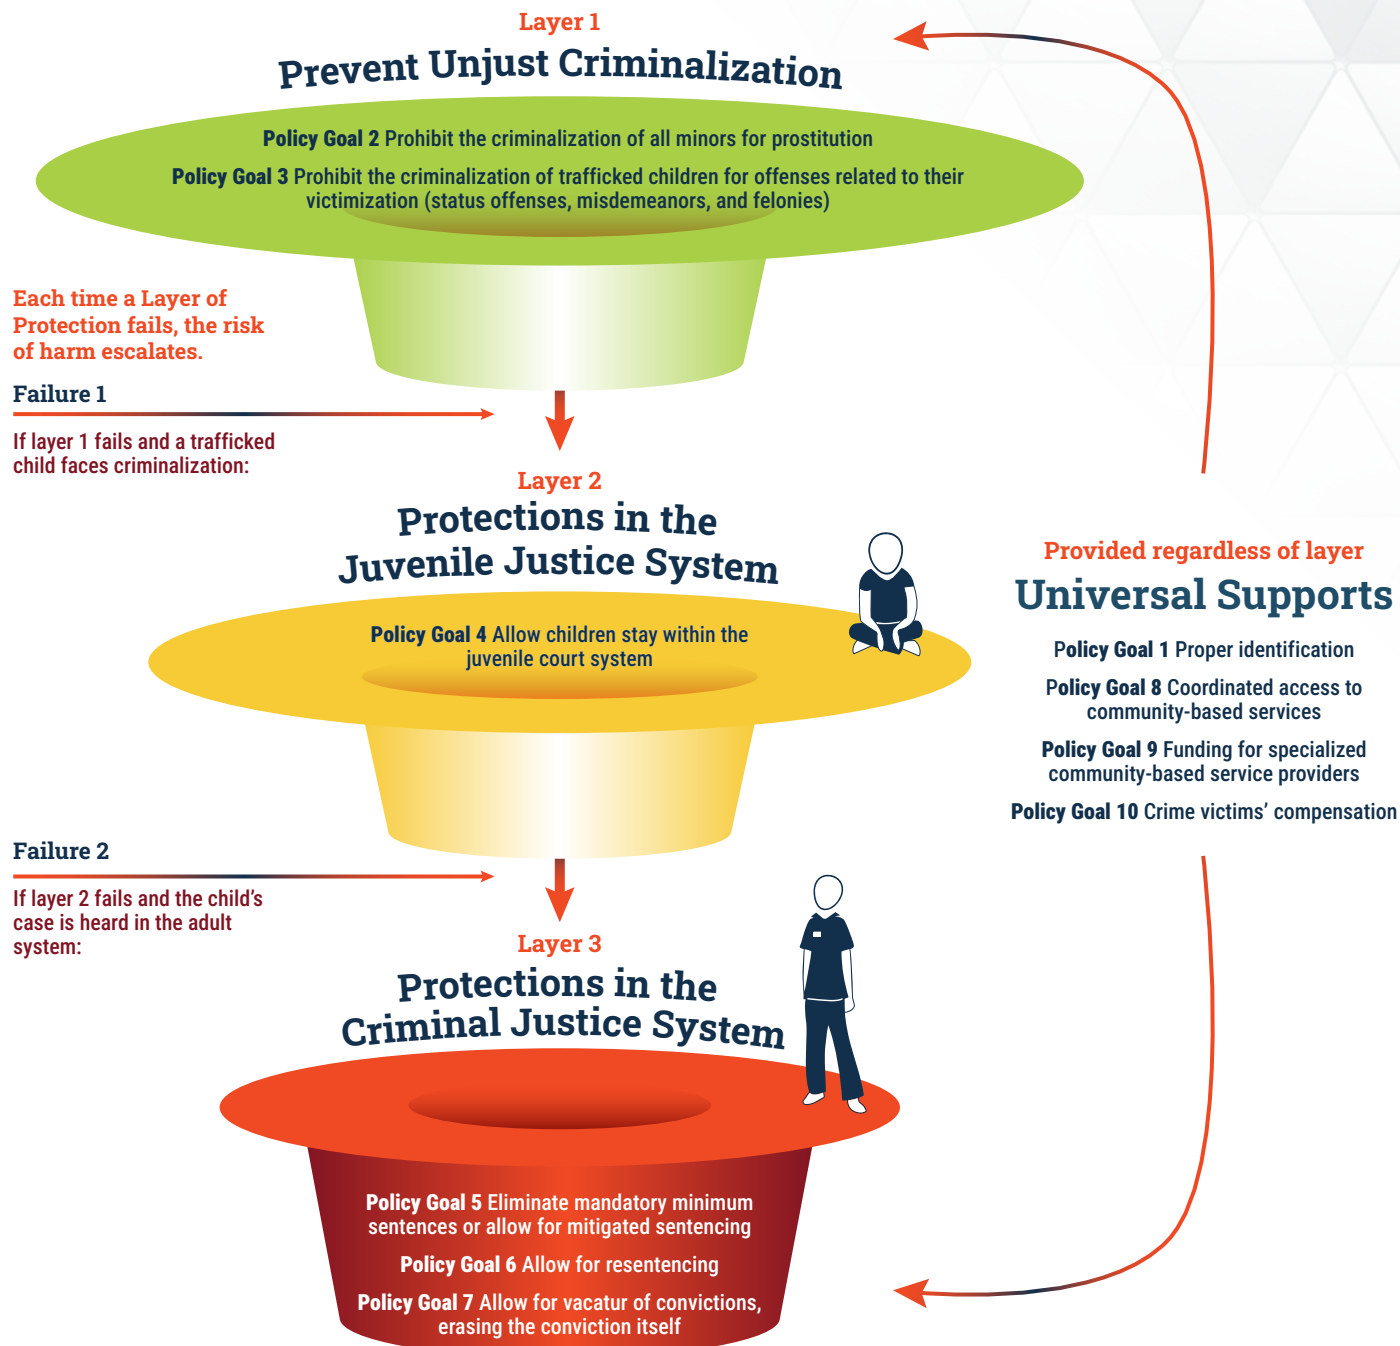 Layer 1
Prevent Unjust Criminalization
Policy Goal 2 Prohibit the criminalization of all minors for prostitution
Policy Goal 3 Prohibit the criminalization of trafficked children for offenses related to their
victimization (status offenses, misdemeanors, and felonies)
Each time a Layer of
Protection fails, the risk
of harm escalates.
Failure 1
If layer 1 fails and a trafficked
child faces criminalization:
Layer 2
Protections in the
Juvenile Justice System
Policy Goal 4 Allow children stay within the
juvenile court system
Provided regardless of layer
Universal Supports
Policy Goal 1 Proper identification
Policy Goal 8 Coordinated access to
community-based services
Policy Goal 9 Funding for specialized
community-based service providers
Policy Goal 10 Crime victims’ compensation
Failure 2
If layer 2 fails and the child’s
case is heard in the adult
system:
Layer 3
Protections in the
Criminal Justice System
Policy Goal 5 Eliminate mandatory minimum
sentences or allow for mitigated sentencing
Policy Goal 6 Allow for resentencing
Policy Goal 7 Allow for vacatur of convictions,
erasing the conviction itself